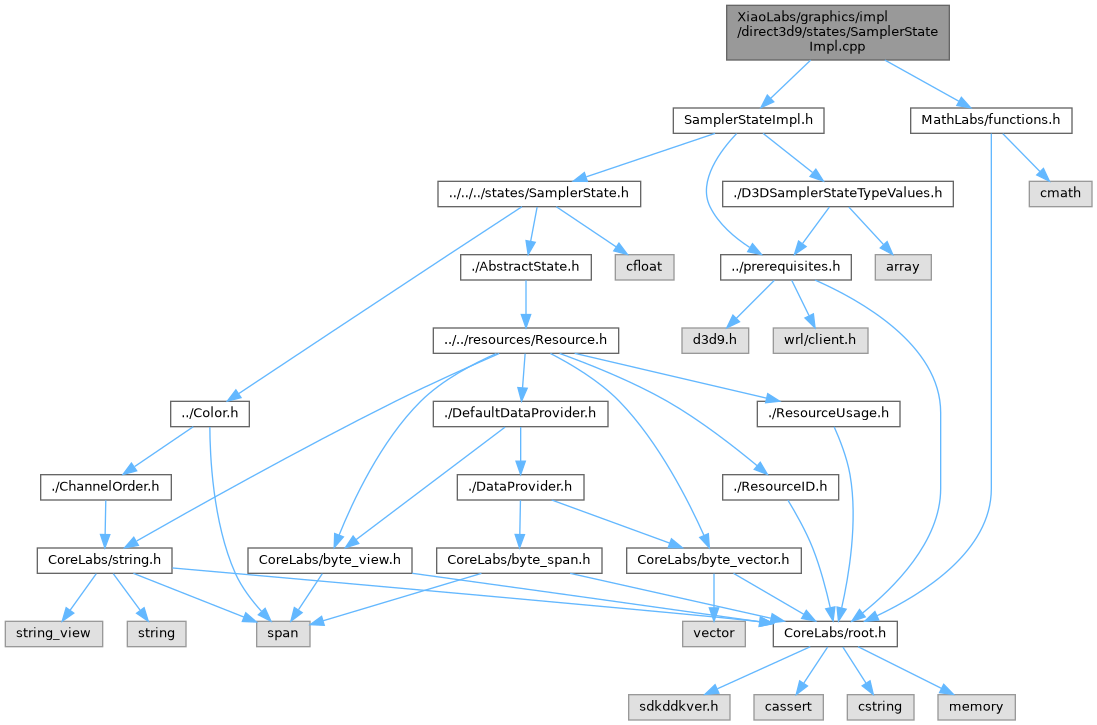 XiaoLabs/graphics/impl
/direct3d9/states/SamplerState
Impl.cpp
SamplerStateImpl.h
MathLabs/functions.h
../../../states/SamplerState.h
./D3DSamplerStateTypeValues.h
cmath
./AbstractState.h
cfloat
../prerequisites.h
array
../../resources/Resource.h
d3d9.h
wrl/client.h
../Color.h
./DefaultDataProvider.h
./ResourceUsage.h
./ChannelOrder.h
./DataProvider.h
./ResourceID.h
CoreLabs/string.h
CoreLabs/byte_view.h
CoreLabs/byte_span.h
CoreLabs/byte_vector.h
string_view
string
span
vector
CoreLabs/root.h
sdkddkver.h
cassert
cstring
memory